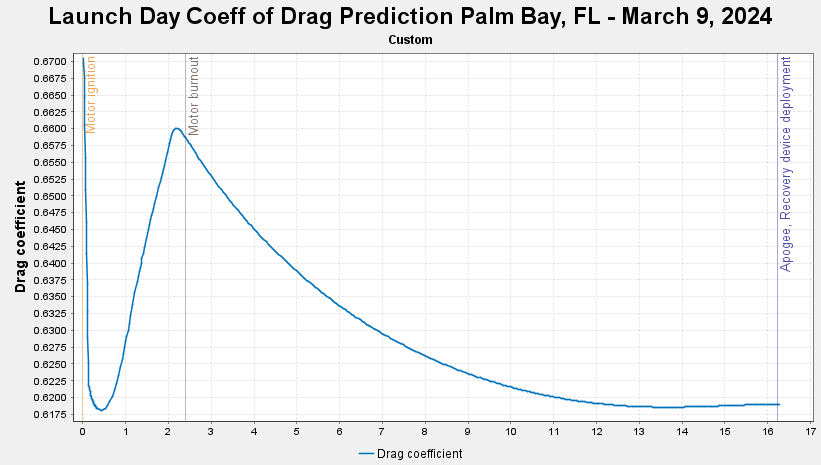 Launch Day Coeff of Drag Prediction Palm Bay, FL - March 9, 2024
Custom
Drag coefficient
0.6700
0.6675
0.6650
0.6625
0.6600
0.6575
0.6550
0.6525
0.6500
0.6475
0.6450
0.6425
0.6400
0.6375
0.6350
0.6325
0.6300
0.6275
0.6250
0.6225
0.6200
0.6175
Motor ignition
Motor burnout
Apogee, Recovery device deployment
0 1 2 3 4 5 6 7 8 9 10 11 12 13 14 15 16 17
Drag coefficient